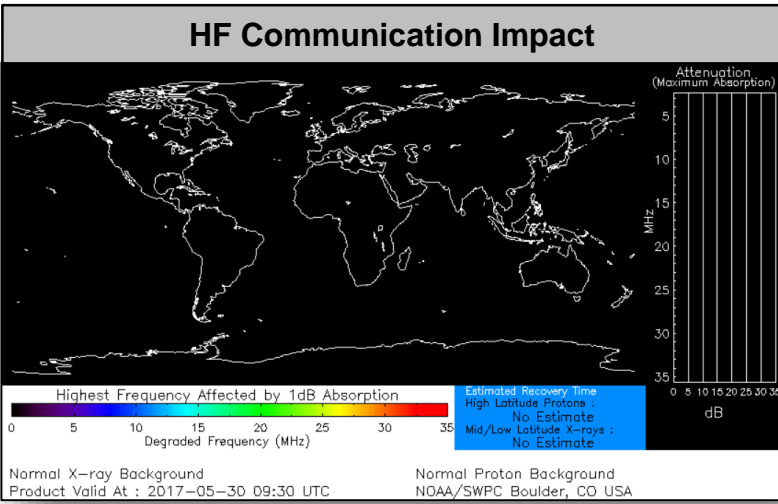 HF Communication Impact
Attenuation
(Maximum Absorption)
5
10
15
20
25
30
35
MHz
0 5 10 15 20 25 30 35
dB
Highest Frequency Affected by 1dB Absorption
0 5 10 15 20 25 30 35
Degraded Frequency (MHz)
Estimated Recovery Time
High Latitude Protons :
No Estimate
Mid/Low Latitude X-rays :
No Estimate
Normal X-ray Background
Normal Proton Background
Product Valid At : 2017-05-30 09:30 UTC
NOAA/SWPC Boulder, CO USA